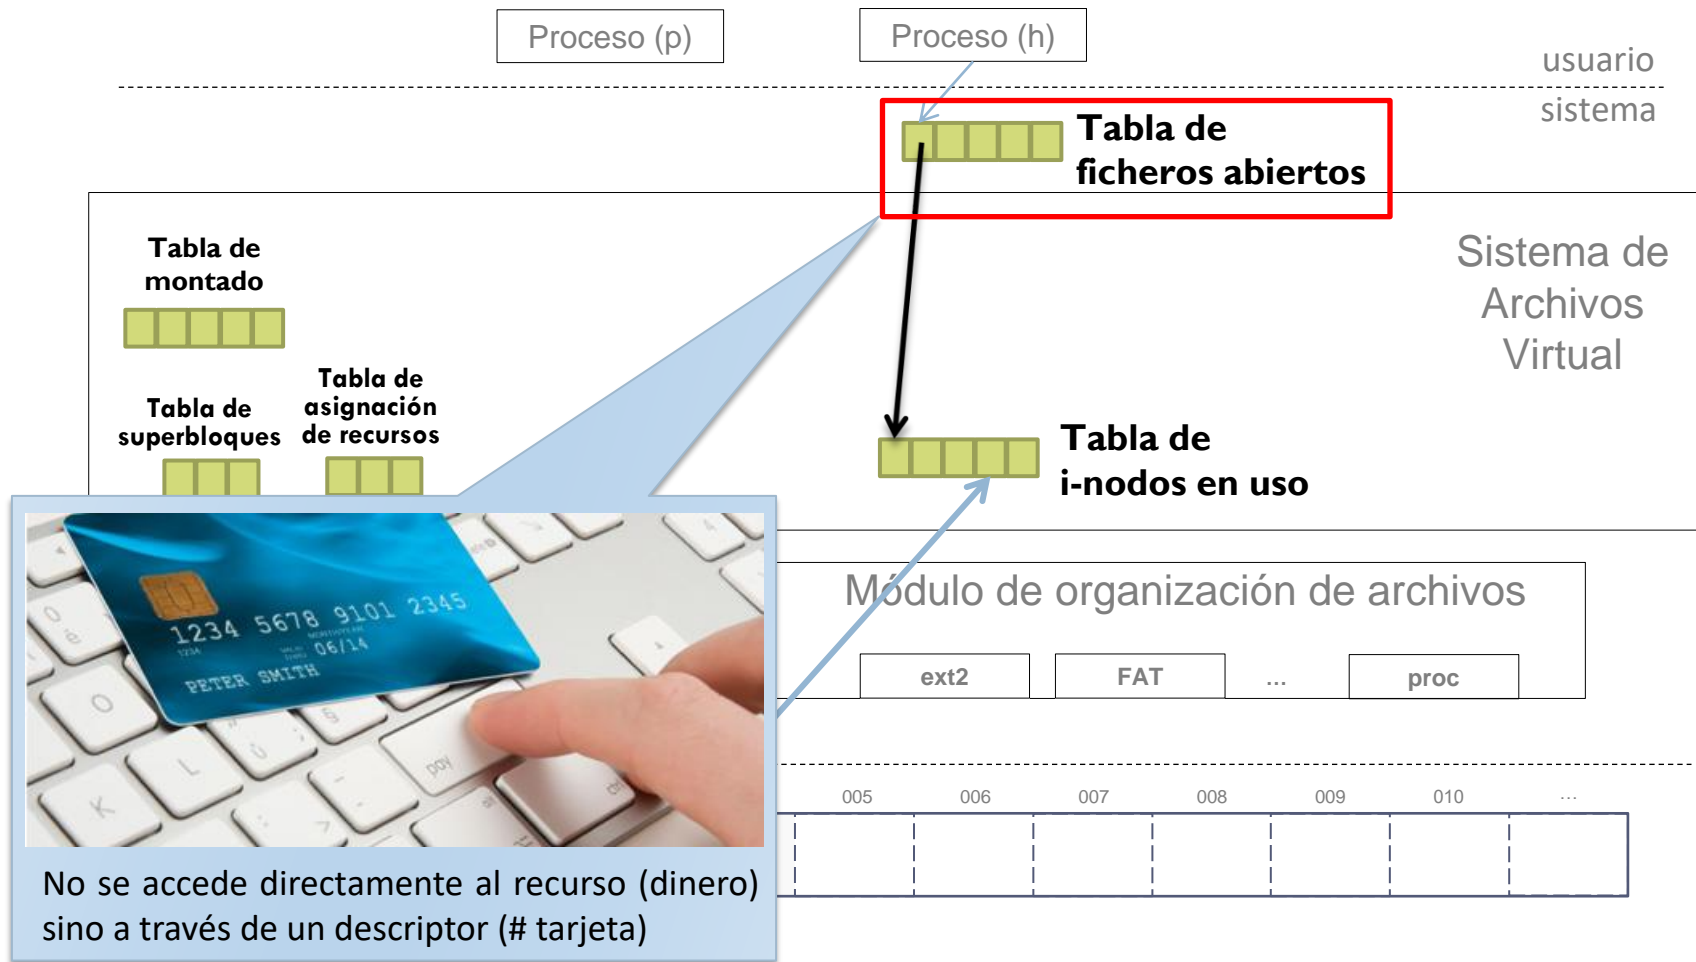 Proceso (p)
Proceso (h)
usuario
sistema
Tabla de
ficheros abiertos
Tabla de
montado
Sistema de
Archivos
Virtual
Tabla de
superbloques
Tabla de
asignación
de recursos
Tabla de
i-nodos en uso
Módulo de organización de archivos
ext2
FAT
...
proc
005
006
007
008
009
010
...
1234 5678 9101 2345
1234
06/14
PETER SMITH
pay
No se accede directamente al recurso (dinero)
sino a través de un descriptor (# tarjeta)